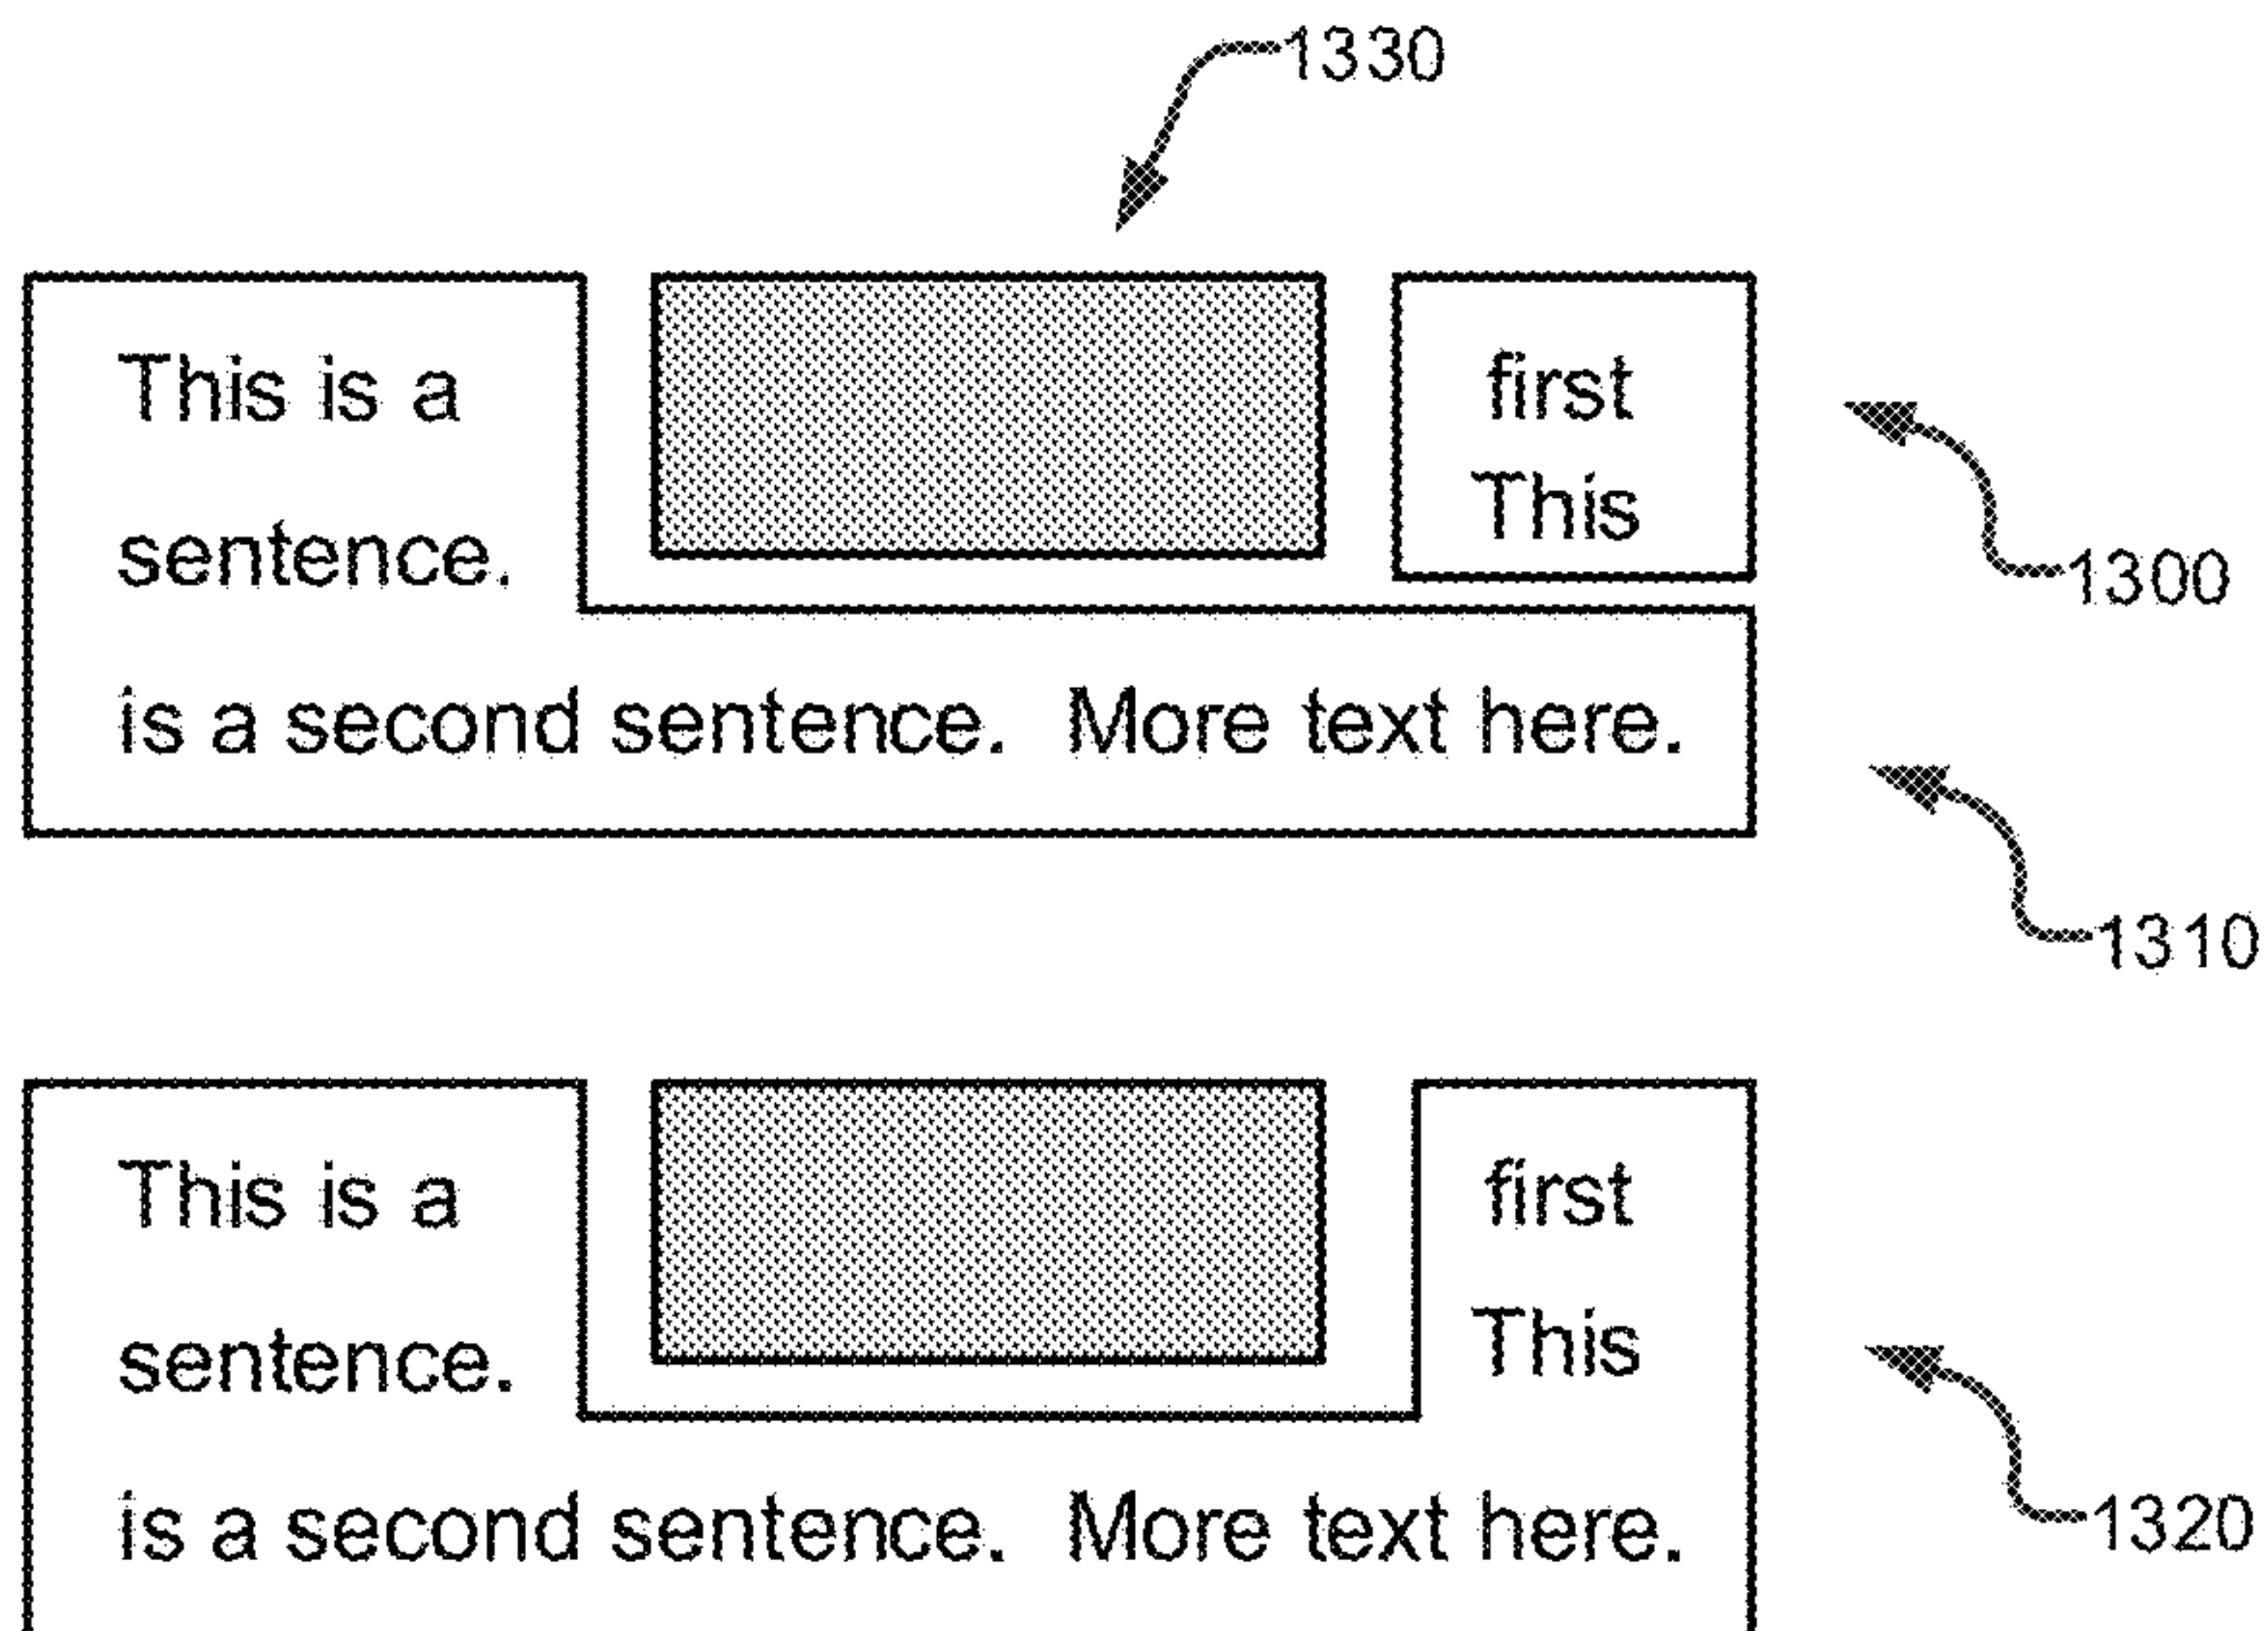 1330
This is a first
This
sentence.
1300
is a second sentence. More text here.
1310
This is a first
sentence. This
1320
is a second sentence. More text here.